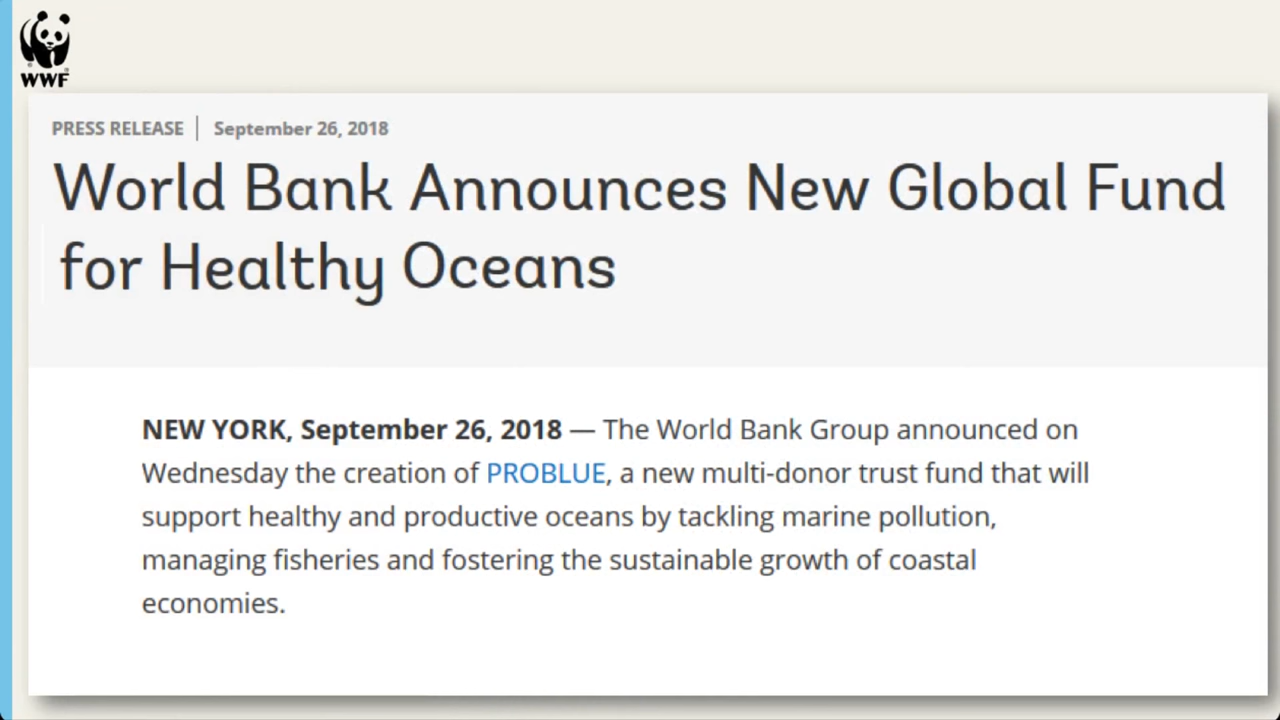 WWF
PRESS RELEASE | September 26, 2018
World Bank Announces New Global Fund
for Healthy Oceans
NEW YORK, September 26, 2018 — The World Bank Group announced on
Wednesday the creation of PROBLUE, a new multi-donor trust fund that will
support healthy and productive oceans by tackling marine pollution,
managing fisheries and fostering the sustainable growth of coastal
economies.